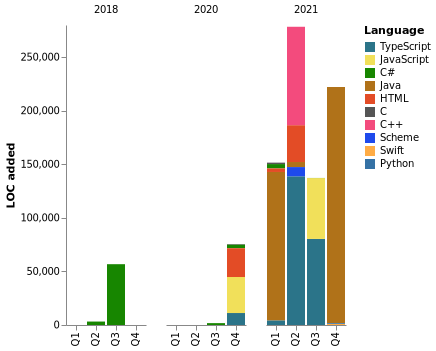 2018
2020
2021
Language
TypeScript
JavaScript
C#
Java
HTML
C
C++
Scheme
Swift
Python
LOC added
250,000
200,000
150,000
100,000
50,000
0
Q1
Q2
Q3
Q4
Q1
Q2
Q3
Q4
Q1
Q2
Q3
Q4